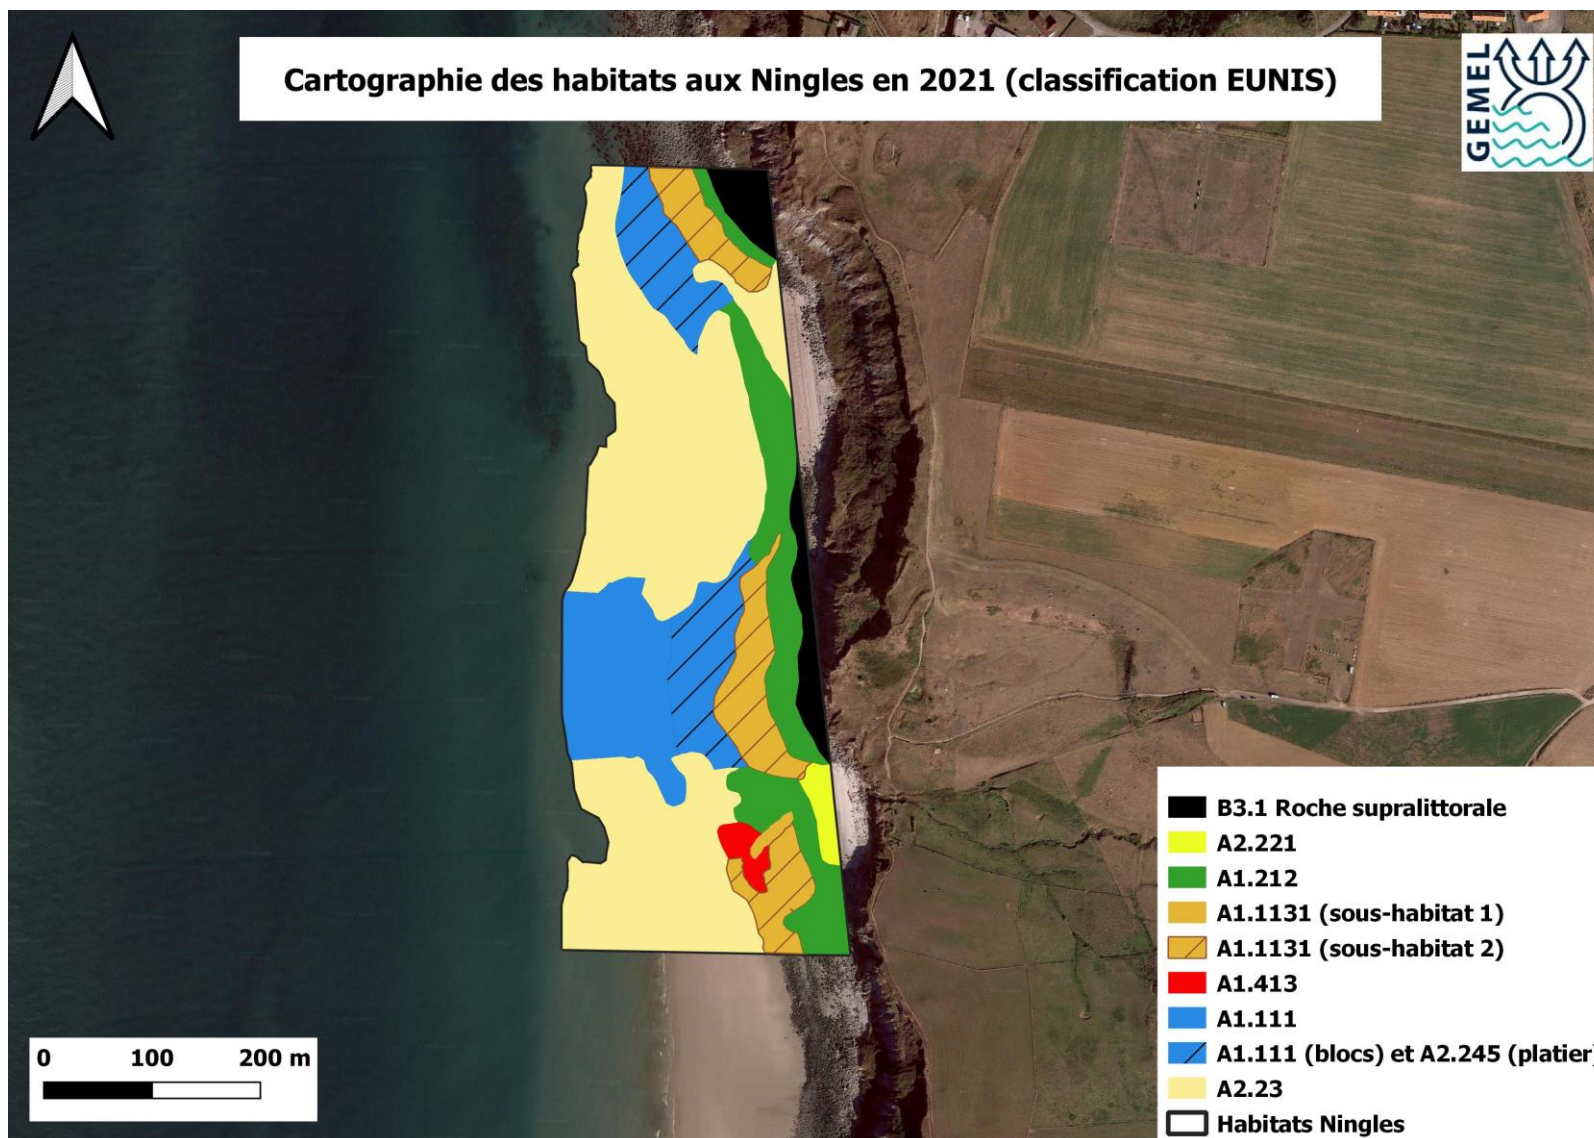 Cartographie des habitats aux Ningles en 2021 (classification EUNIS)
GEMEL
B3.1 Roche supralittorale
A2.221
A1.212
A1.1131 (sous-habitat 1)
A1.1131 (sous-habitat 2)
A1.413
A1.111
A1.111 (blocs) et A2.245 (platier)
A2.23
Habitats Ningles
0 100 200 m